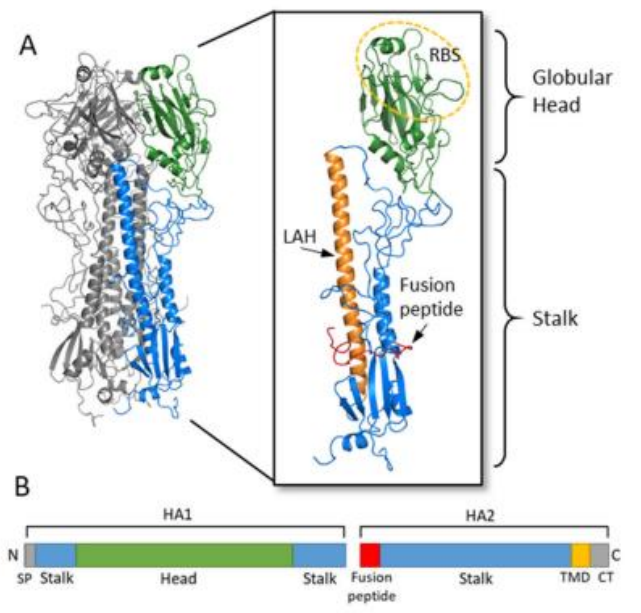 A
RBS
Globular
Head
LAH
Fusion
peptide
Stalk
B
HA1
HA2
N
C
SP
Stalk
Head
Stalk
Fusion
peptide
Stalk
TMD
CT